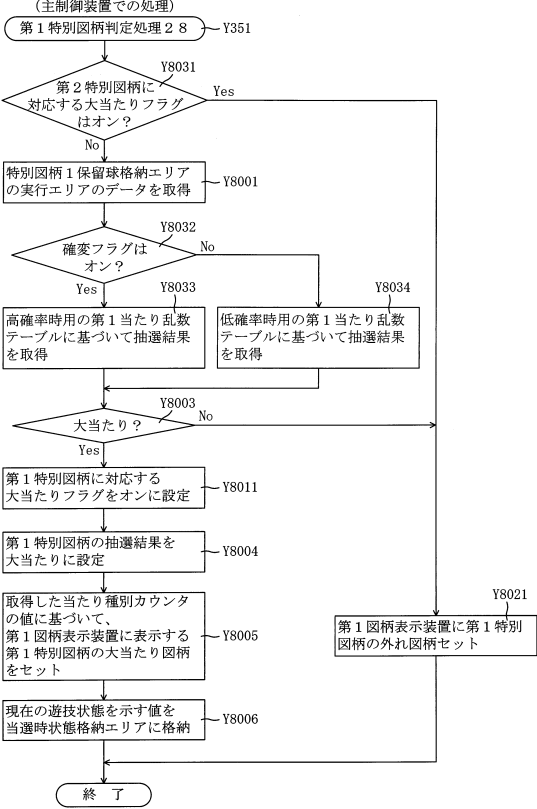 （主制御装置での処理）
第１特別図柄判定処理２８
Y351
Y8031
第２特別図柄に
対応する大当たりフラグ
はオン？
Yes
No
特別図柄１保留球格納エリア
の実行エリアのデータを取得
Y8001
Y8032
確変フラグは
オン？
No
Yes
Y8033
高確率時用の第１当たり乱数
テーブルに基づいて抽選結果
を取得
Y8034
低確率時用の第１当たり乱数
テーブルに基づいて抽選結果
を取得
Y8003
大当たり？
No
Yes
第１特別図柄に対応する
大当たりフラグをオンに設定
Y8011
第１特別図柄の抽選結果を
大当たりに設定
Y8004
取得した当たり種別カウンタ
の値に基づいて、
第１図柄表示装置に表示する
第１特別図柄の大当たり図柄
をセット
Y8005
Y8021
第１図柄表示装置に第１特別
図柄の外れ図柄セット
現在の遊技状態を示す値を
当選時状態格納エリアに格納
Y8006
終　了